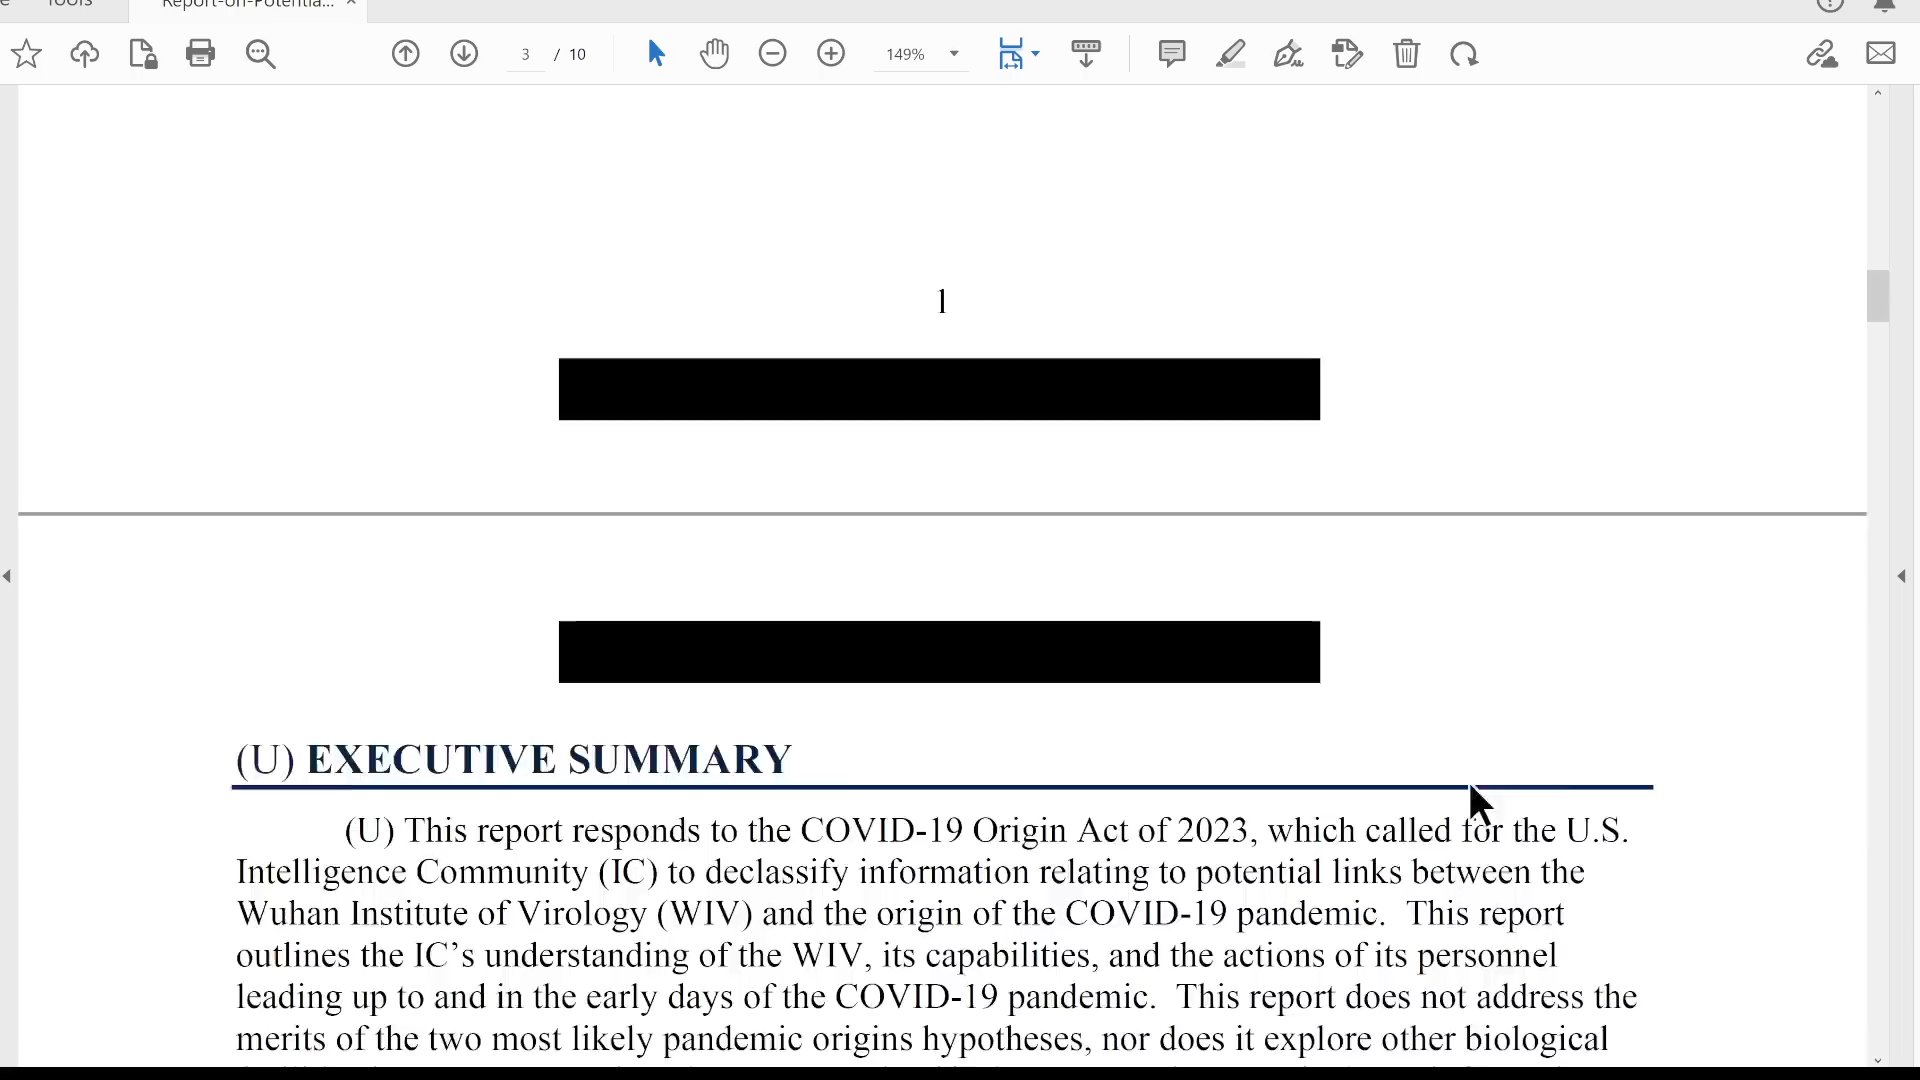 Tools
Report-on-Potentia... ×
3 / 10
149%
1
(U) EXECUTIVE SUMMARY
(U) This report responds to the COVID-19 Origin Act of 2023, which called for the U.S.
Intelligence Community (IC) to declassify information relating to potential links between the
Wuhan Institute of Virology (WIV) and the origin of the COVID-19 pandemic. This report
outlines the IC's understanding of the WIV, its capabilities, and the actions of its personnel
leading up to and in the early days of the COVID-19 pandemic. This report does not address the
merits of the two most likely pandemic origins hypotheses, nor does it explore other biological